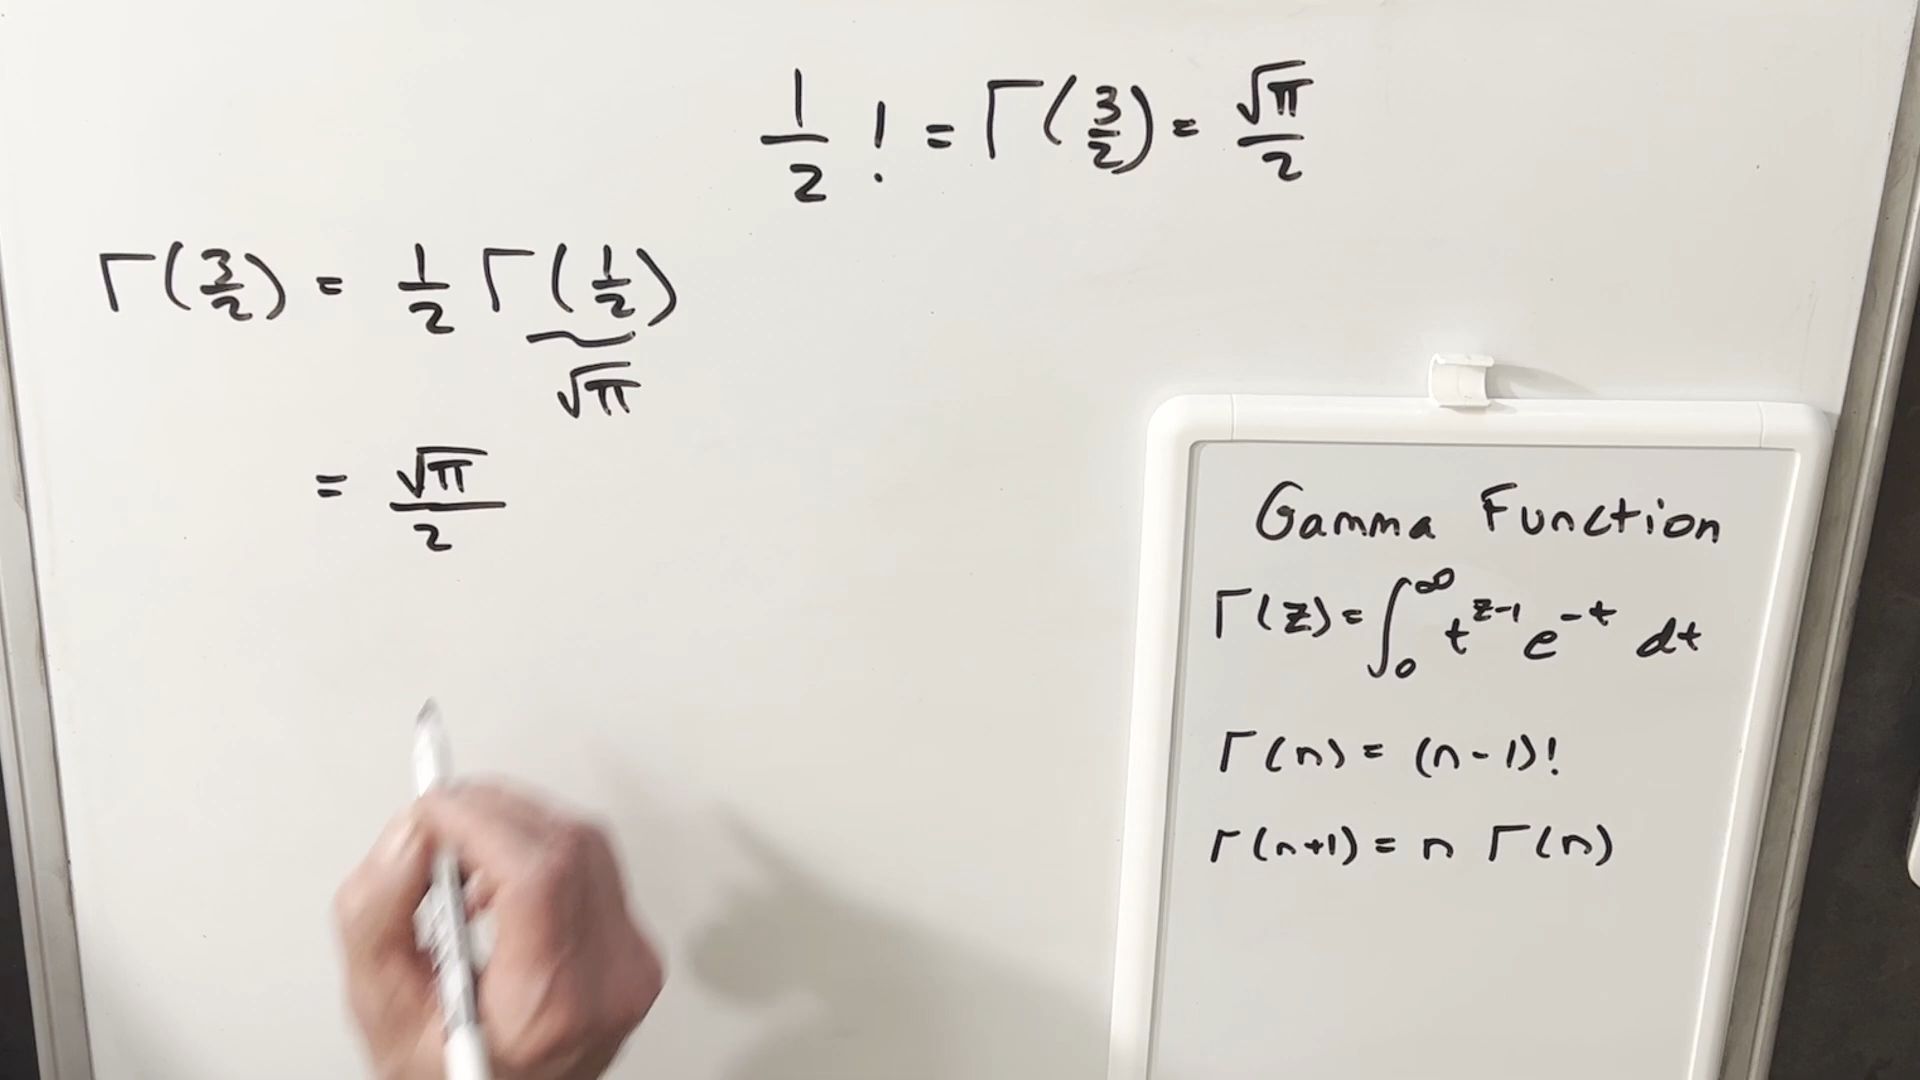 1/2 ! = Γ(3/2) = √π/2
Γ(3/2) = 1/2 Γ(1/2)
√π
= √π/2
Gamma Function
Γ(z) = ∫₀^∞ t^(z-1) e^(-t) dt
Γ(n) = (n-1)!
Γ(n+1) = n Γ(n)